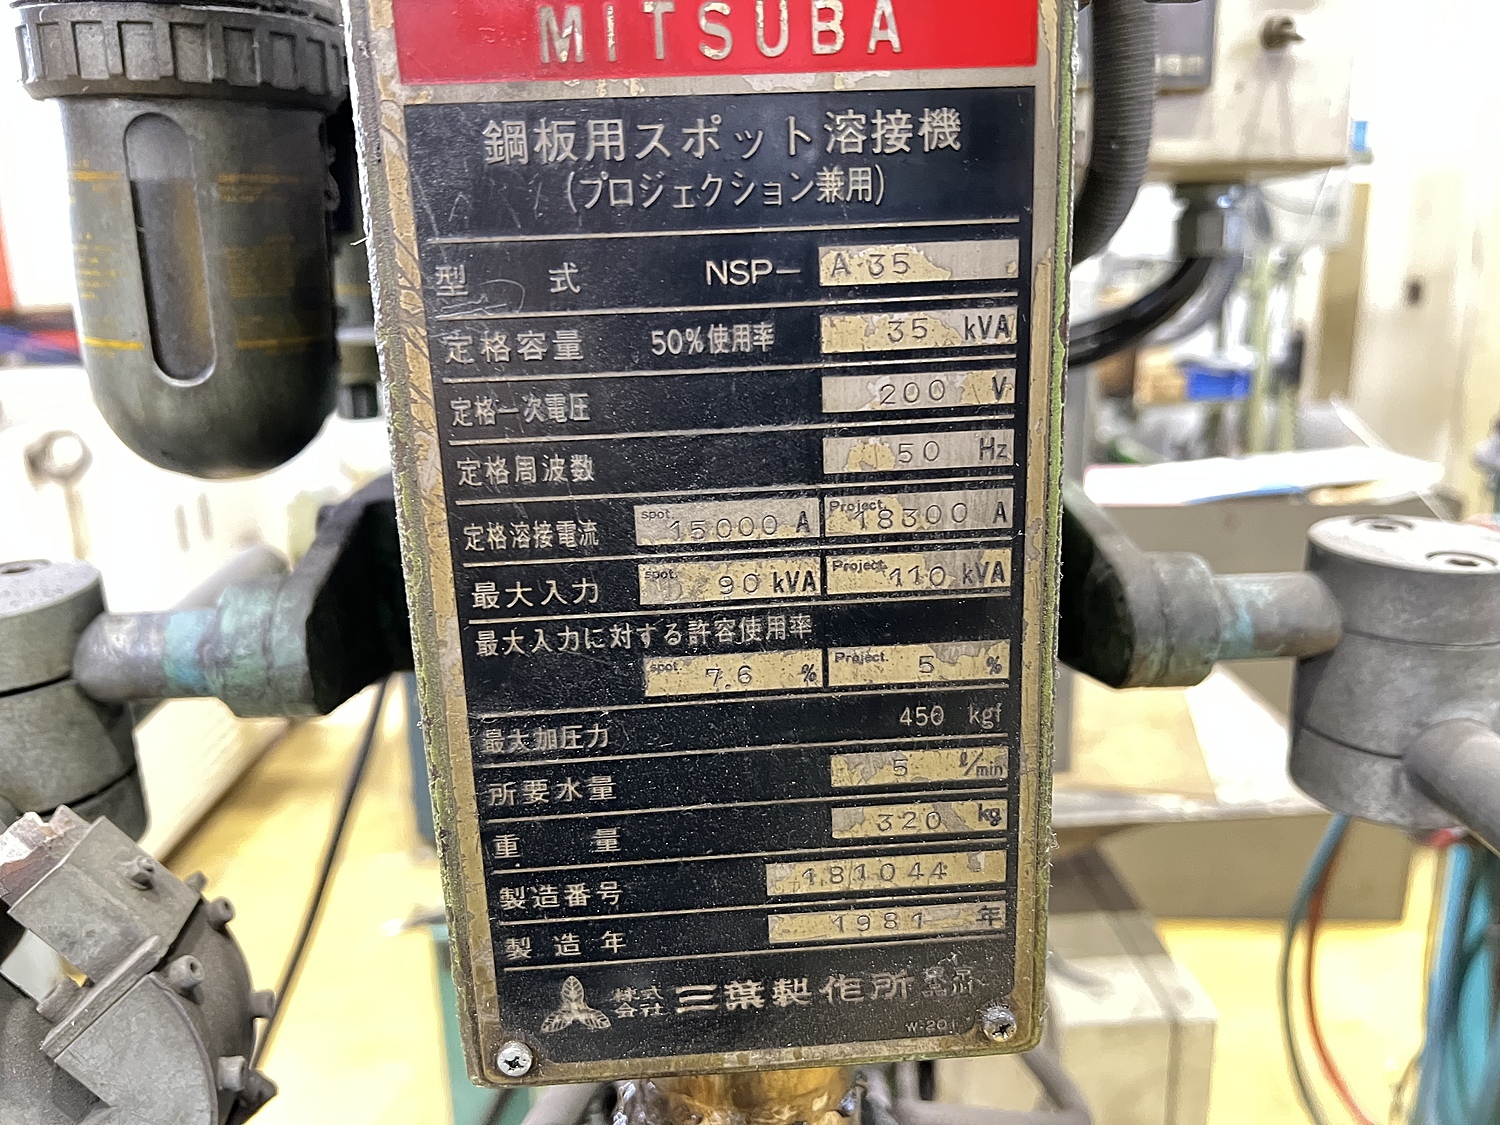 MITSUBA
鋼板用スポット溶接機
(プロジェクション兼用)
型 式 NSP- A 35
定格容量 50%使用率 35 kVA
定格一次電圧 200 V
定格周波数 50 Hz
定格溶接電流 spot. 15000 A Project. 18300 A
最大入力 spot. 90 kVA Project. 110 kVA
最大入力に対する許容使用率
spot. 7.6 % Project. 5 %
最大加圧力 450 kgf
所要水量 5 ℓ/min
重 量 320 kg
製造番号 181044
製造年 1981 年
株式会社 三葉製作所
W-201